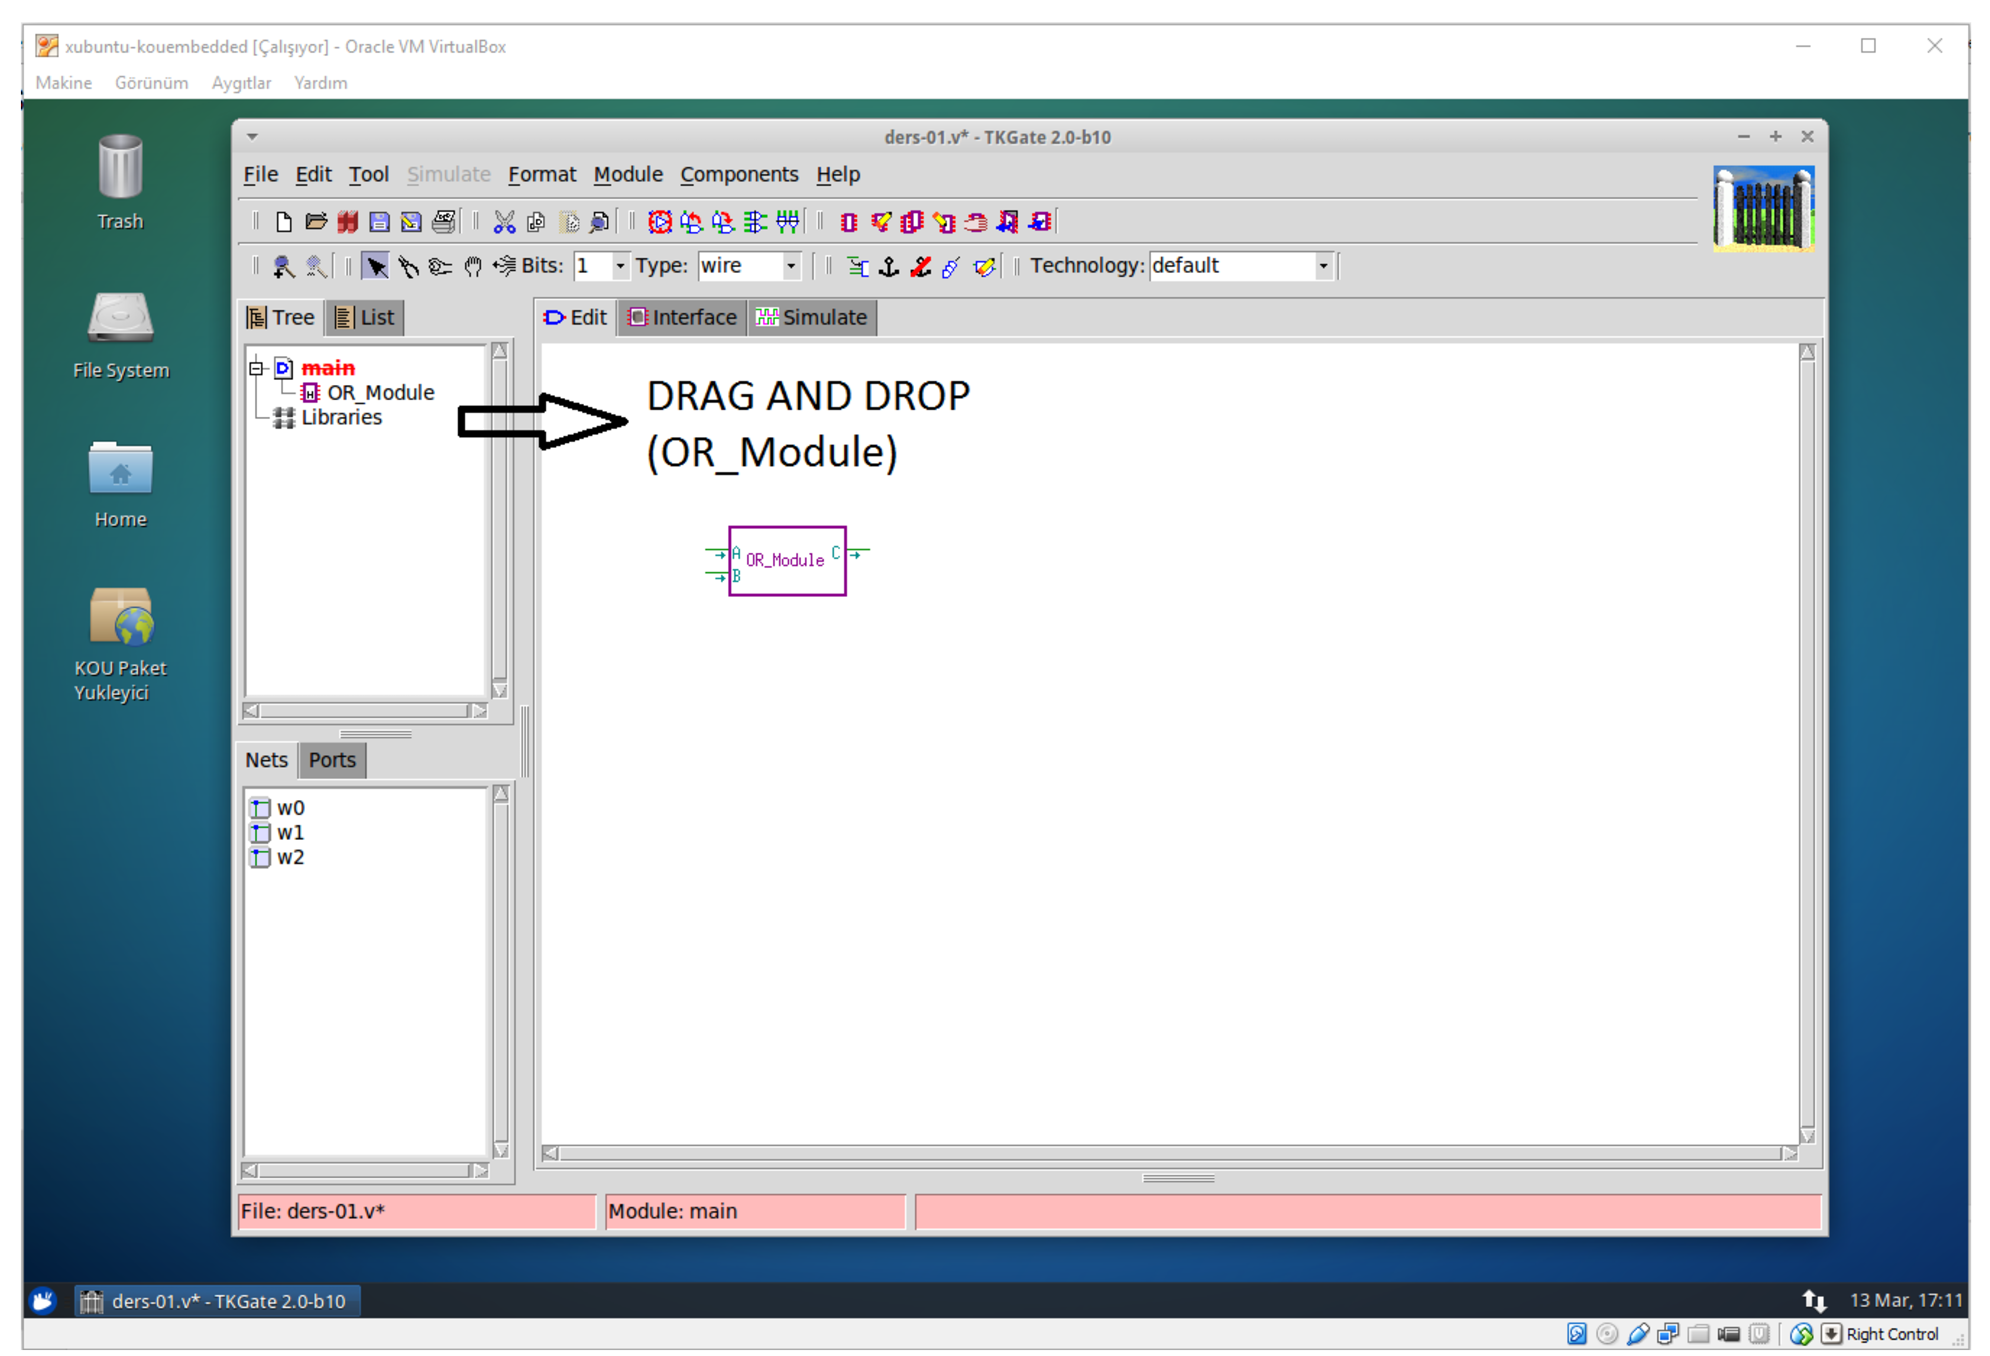 xubuntu-kouembedded [Çalışıyor] - Oracle VM VirtualBox
Makine Görünüm Aygıtlar Yardım
ders-01.v* - TKGate 2.0-b10
File Edit Tool Simulate Format Module Components Help
Bits: 1 Type: wire Technology: default
Tree List
Edit Interface Simulate
main
OR_Module
Libraries
DRAG AND DROP
(OR_Module)
A OR_Module C
B
Nets Ports
w0
w1
w2
File: ders-01.v* Module: main
Trash
File System
Home
KOU Paket
Yukleyici
ders-01.v* - TKGate 2.0-b10
13 Mar, 17:11
Right Control